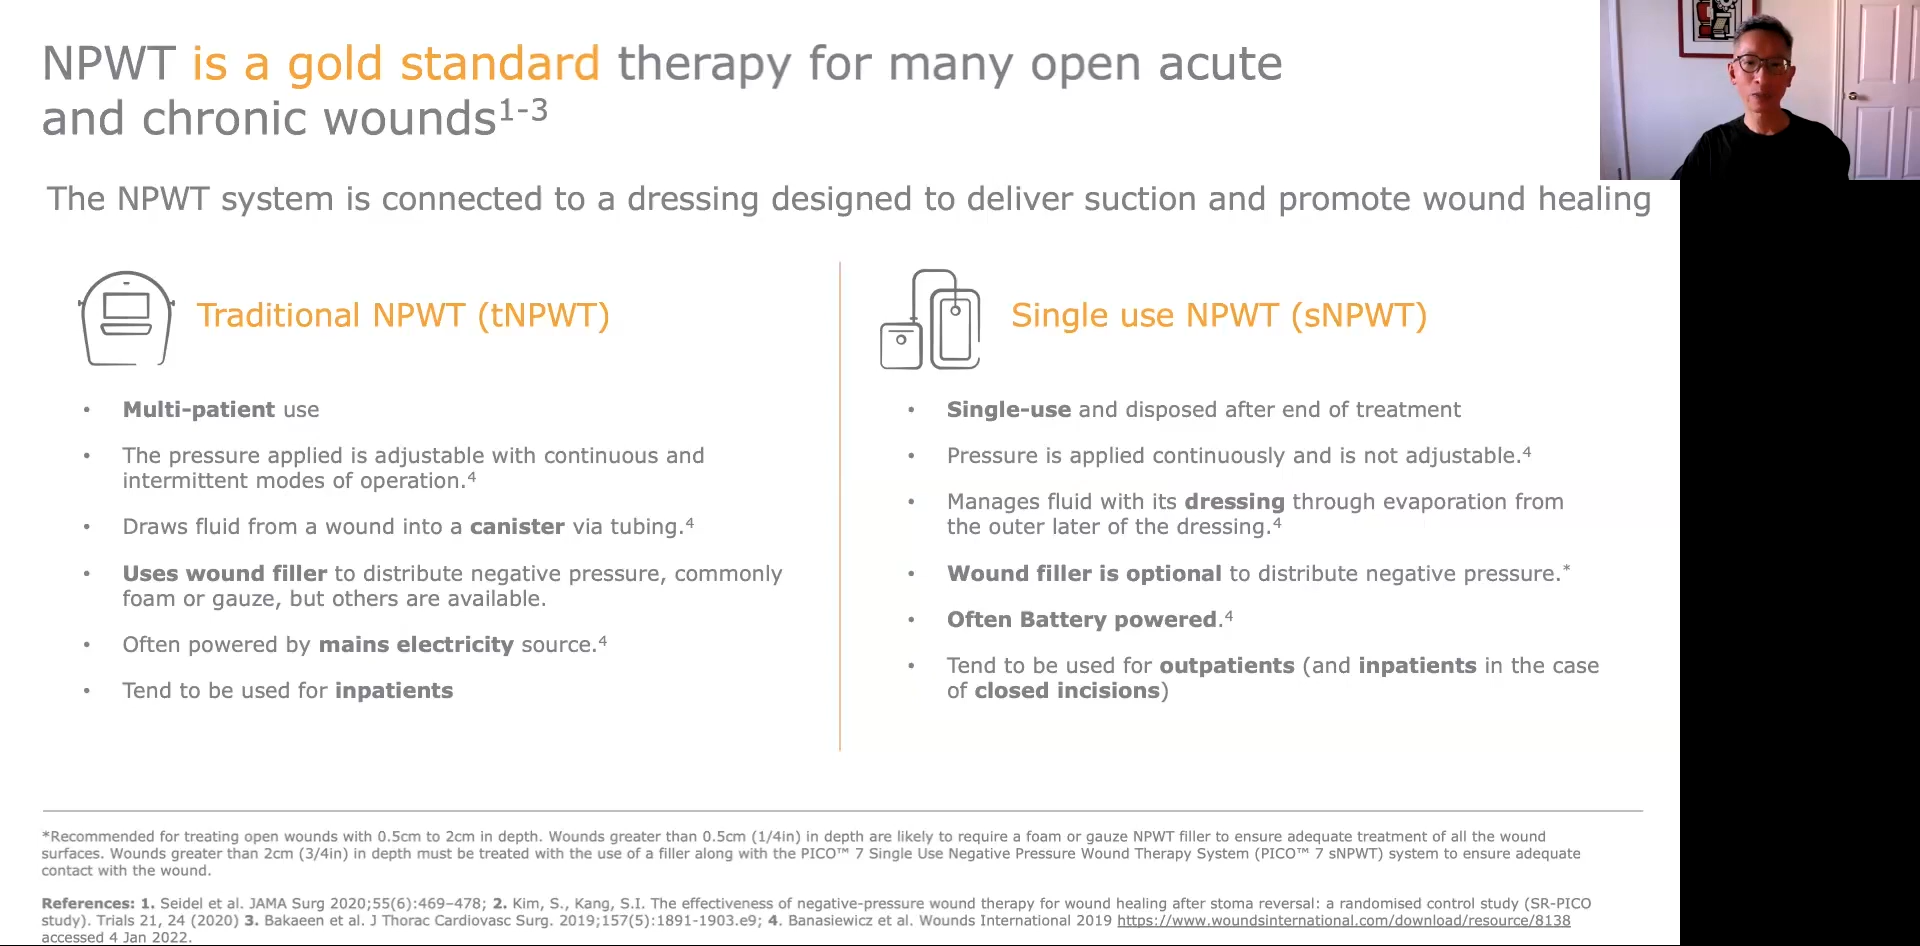 NPWT is a gold standard therapy for many open acute
and chronic wounds1-3
The NPWT system is connected to a dressing designed to deliver suction and promote wound healing
Traditional NPWT (tNPWT)
• Multi-patient use
• The pressure applied is adjustable with continuous and
intermittent modes of operation.4
• Draws fluid from a wound into a canister via tubing.4
• Uses wound filler to distribute negative pressure, commonly
foam or gauze, but others are available.
• Often powered by mains electricity source.4
• Tend to be used for inpatients
Single use NPWT (sNPWT)
• Single-use and disposed after end of treatment
• Pressure is applied continuously and is not adjustable.4
• Manages fluid with its dressing through evaporation from
the outer later of the dressing.4
• Wound filler is optional to distribute negative pressure.*
• Often Battery powered.4
• Tend to be used for outpatients (and inpatients in the case
of closed incisions)
*Recommended for treating open wounds with 0.5cm to 2cm in depth. Wounds greater than 0.5cm (1/4in) in depth are likely to require a foam or gauze NPWT filler to ensure adequate treatment of all the wound
surfaces. Wounds greater than 2cm (3/4in) in depth must be treated with the use of a filler along with the PICO™ 7 Single Use Negative Pressure Wound Therapy System (PICO™ 7 sNPWT) system to ensure adequate
contact with the wound.
References: 1. Seidel et al. JAMA Surg 2020;55(6):469–478; 2. Kim, S., Kang, S.I. The effectiveness of negative-pressure wound therapy for wound healing after stoma reversal: a randomised control study (SR-PICO
study). Trials 21, 24 (2020) 3. Bakaeen et al. J Thorac Cardiovasc Surg. 2019;157(5):1891-1903.e9; 4. Banasiewicz et al. Wounds International 2019 https://www.woundsinternational.com/download/resource/8138
accessed 4 Jan 2022.